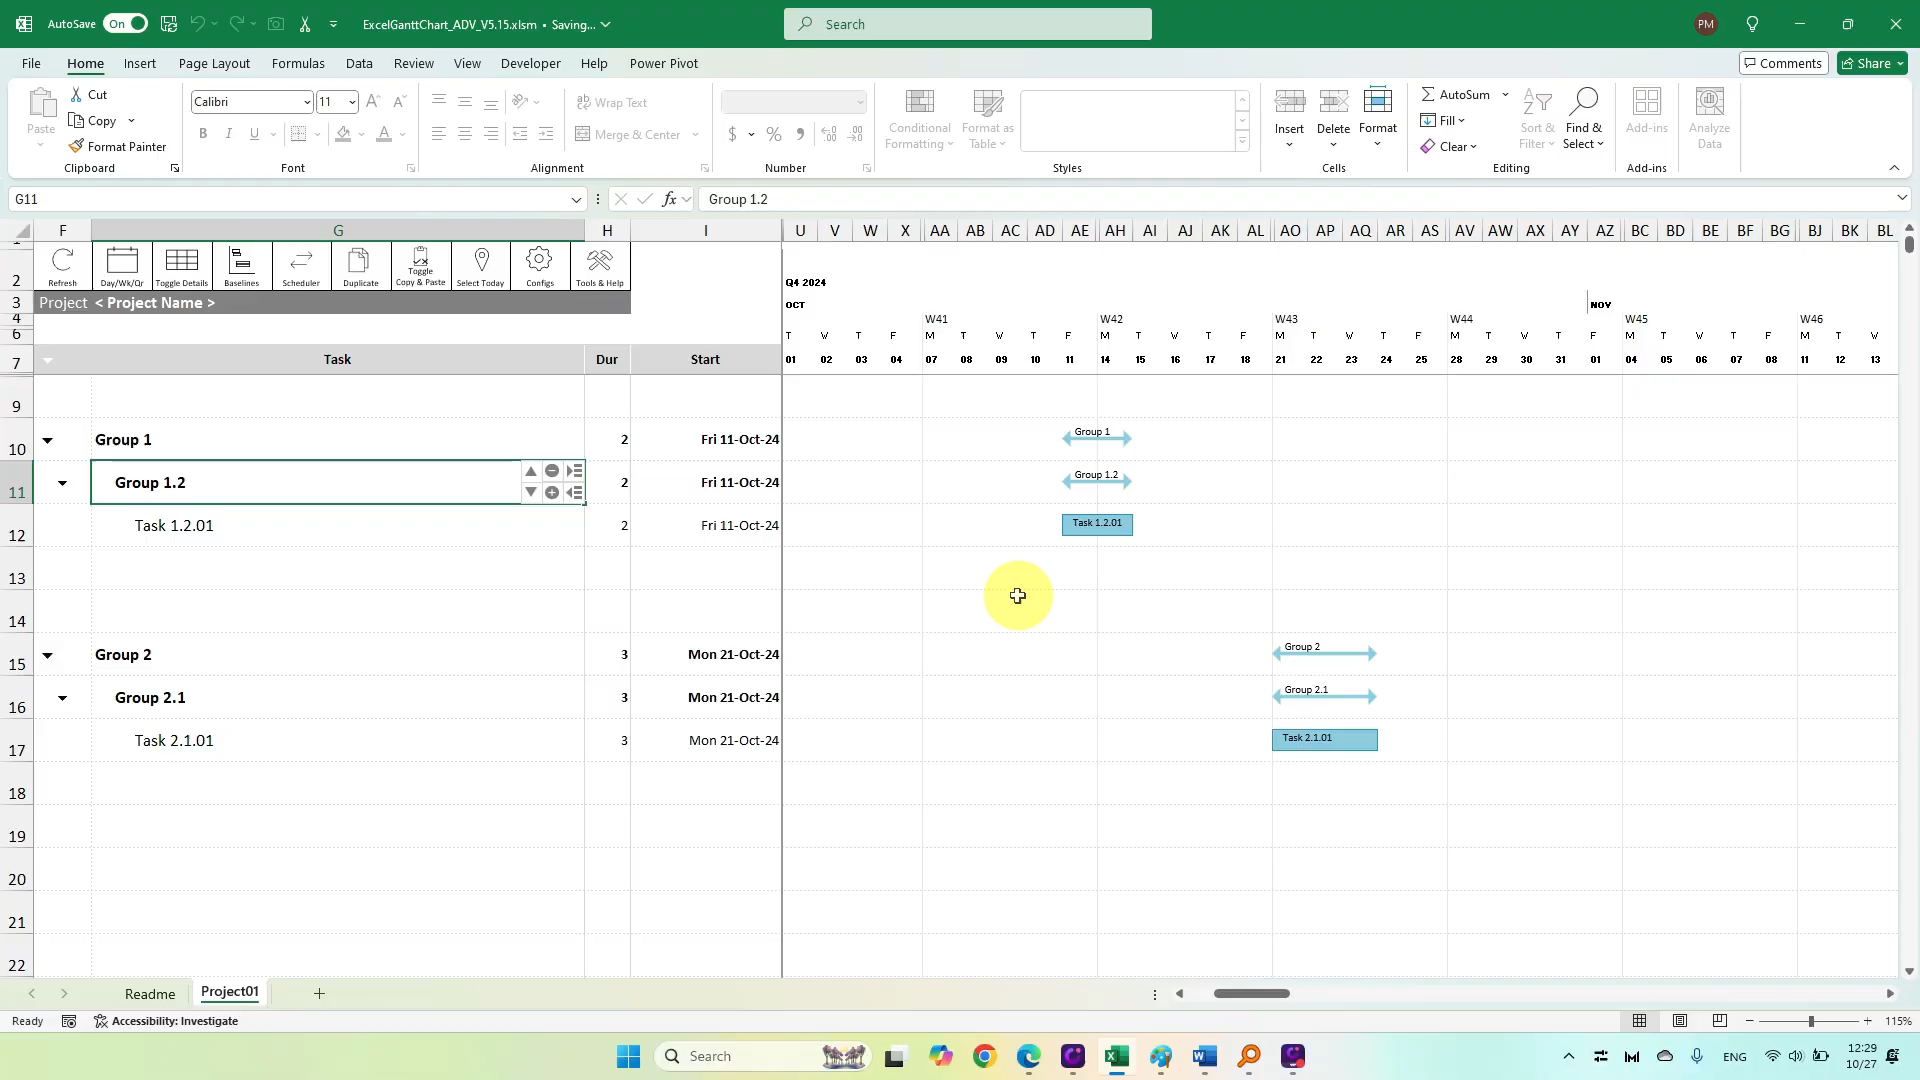 AutoSave On ExcelGanttChart_ADV_V5.15.xlsm • Saving... Search PM
File Home Insert Page Layout Formulas Data Review View Developer Help Power Pivot Comments Share
Paste Cut Copy Format Painter Clipboard
Calibri 11 B I U A Font
Wrap Text Merge & Center Alignment
$ % Number
Conditional Formatting Format as Table Styles
Insert Delete Format Cells
AutoSum Fill Clear Sort & Filter Find & Select Editing
Add-ins Add-ins
Analyze Data
G11 fx Group 1.2
F G H I U V W X AA AB AC AD AE AH AI AJ AK AL AO AP AQ AR AS AV AW AX AY AZ BC BD BE BF BG BJ BK BL
Refresh Day/Wk/Qr Toggle Details Baselines Scheduler Duplicate Toggle Copy & Paste Select Today Configs Tools & Help
2 Q4 2024
3 Project < Project Name > OCT NOV
4 W41 W42 W43 W44 W45 W46
6 T W T F M T W T F M T W T F M T W T F M T W T F M T W T F M T W
7 Task Dur Start 01 02 03 04 07 08 09 10 11 14 15 16 17 18 21 22 23 24 25 28 29 30 31 01 04 05 06 07 08 11 12 13
9
10 Group 1 2 Fri 11-Oct-24 Group 1
11 Group 1.2 2 Fri 11-Oct-24 Group 1.2
12 Task 1.2.01 2 Fri 11-Oct-24 Task 1.2.01
13
14
15 Group 2 3 Mon 21-Oct-24 Group 2
16 Group 2.1 3 Mon 21-Oct-24 Group 2.1
17 Task 2.1.01 3 Mon 21-Oct-24 Task 2.1.01
18
19
20
21
22
Readme Project01
Ready Accessibility: Investigate 115%
Search ENG 12:29
10/27